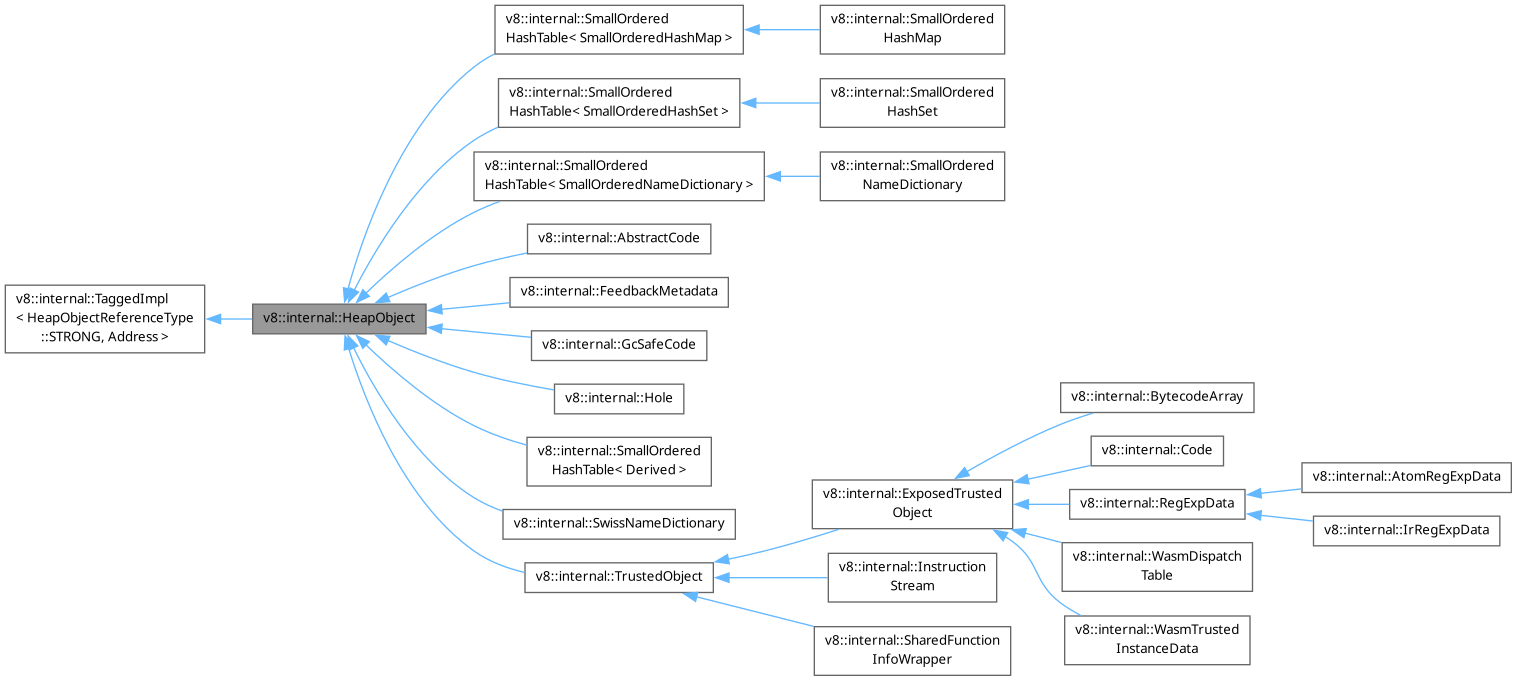 v8::internal::SmallOrdered
HashTable< SmallOrderedHashMap >
v8::internal::SmallOrdered
HashMap
v8::internal::SmallOrdered
HashTable< SmallOrderedHashSet >
v8::internal::SmallOrdered
HashSet
v8::internal::SmallOrdered
HashTable< SmallOrderedNameDictionary >
v8::internal::SmallOrdered
NameDictionary
v8::internal::AbstractCode
v8::internal::TaggedImpl
< HeapObjectReferenceType
::STRONG, Address >
v8::internal::HeapObject
v8::internal::FeedbackMetadata
v8::internal::GcSafeCode
v8::internal::Hole
v8::internal::SmallOrdered
HashTable< Derived >
v8::internal::SwissNameDictionary
v8::internal::TrustedObject
v8::internal::ExposedTrusted
Object
v8::internal::Instruction
Stream
v8::internal::SharedFunction
InfoWrapper
v8::internal::BytecodeArray
v8::internal::Code
v8::internal::RegExpData
v8::internal::WasmDispatch
Table
v8::internal::WasmTrusted
InstanceData
v8::internal::AtomRegExpData
v8::internal::IrRegExpData